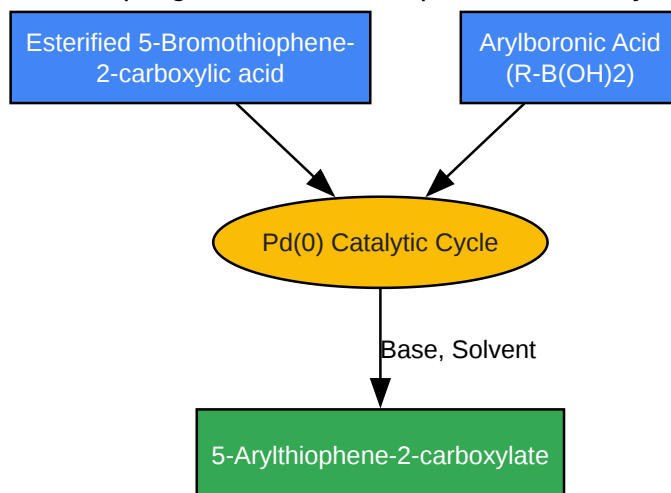 Esterified 5-Bromothiophene-
2-carboxylic acid
Arylboronic Acid
(R-B(OH)2)
Pd(0) Catalytic Cycle
Base, Solvent
5-Arylthiophene-2-carboxylate